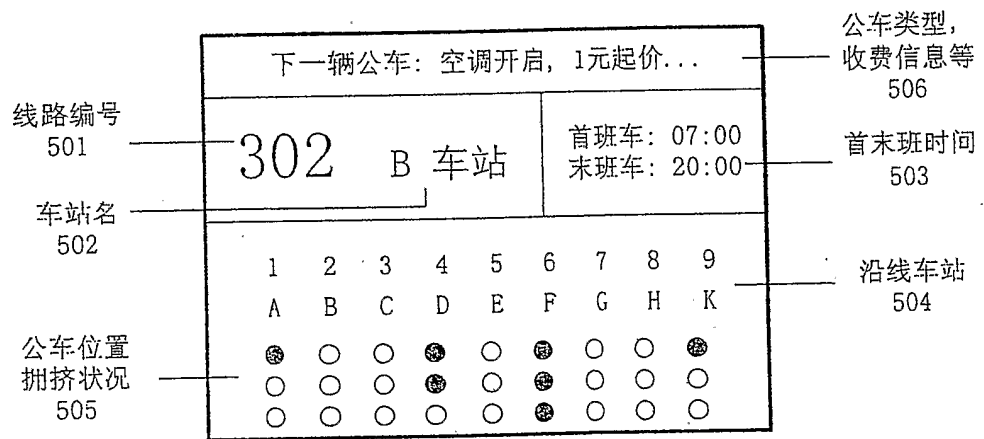 公车类型,
收费信息等
506
下一辆公车: 空调开启, 1元起价...
线路编号
501
302 B 车站
首班车: 07:00
末班车: 20:00
首末班时间
503
车站名
502
1 2 3 4 5 6 7 8 9
A B C D E F G H K
沿线车站
504
公车位置
拥挤状况
505